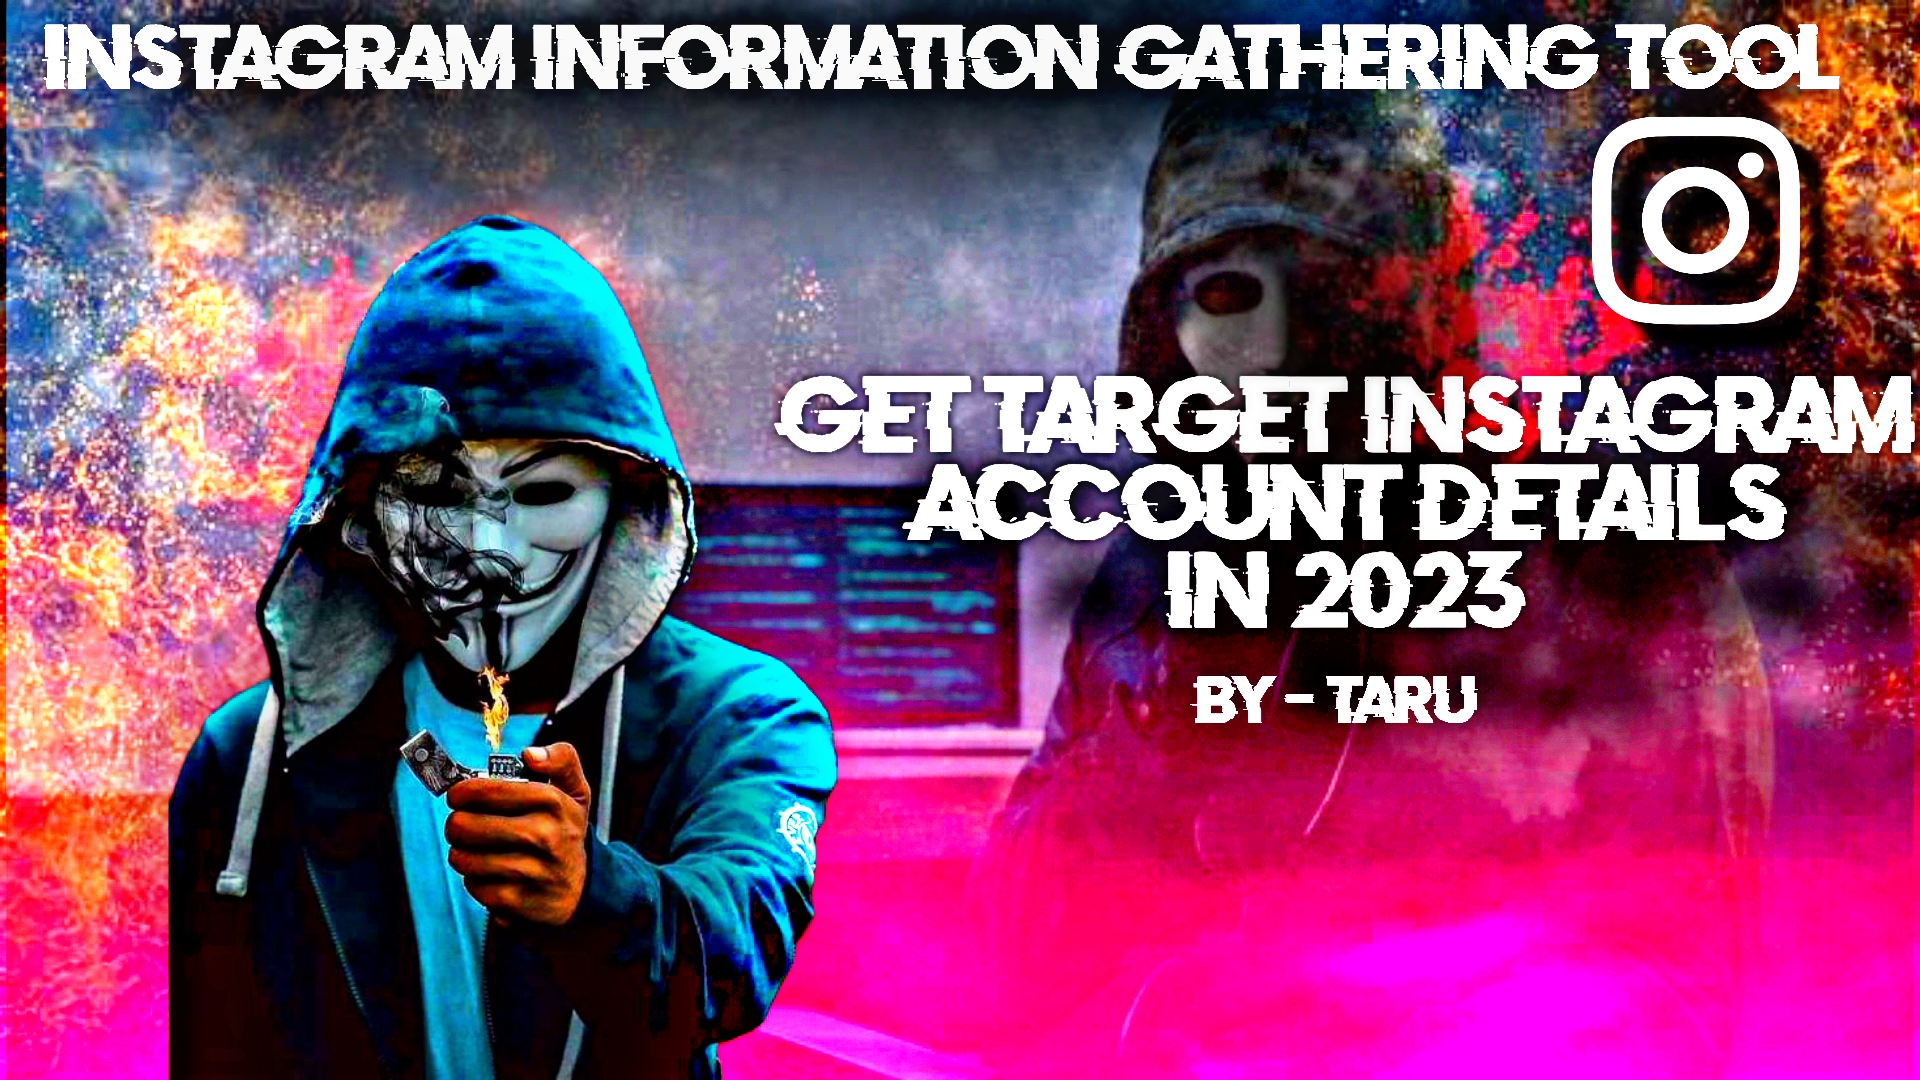 INSTAGRAM INFORMATION GATHERING TOOL
GET TARGET INSTAGRAM
ACCOUNT DETAILS
IN 2023
BY - TARU